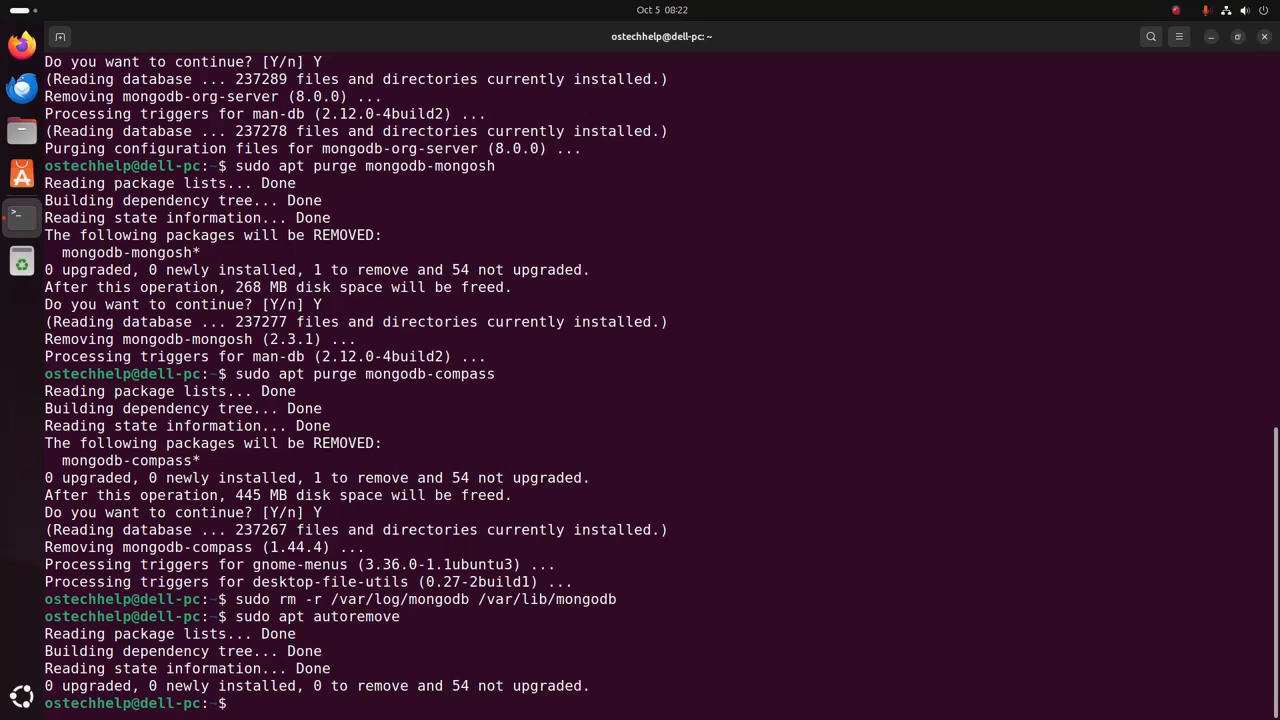 Oct 5 08:22
ostechhelp@dell-pc: ~
Do you want to continue? [Y/n] Y
(Reading database ... 237289 files and directories currently installed.)
Removing mongodb-org-server (8.0.0) ...
Processing triggers for man-db (2.12.0-4build2) ...
(Reading database ... 237278 files and directories currently installed.)
Purging configuration files for mongodb-org-server (8.0.0) ...
ostechhelp@dell-pc:~$ sudo apt purge mongodb-mongosh
Reading package lists... Done
Building dependency tree... Done
Reading state information... Done
The following packages will be REMOVED:
  mongodb-mongosh*
0 upgraded, 0 newly installed, 1 to remove and 54 not upgraded.
After this operation, 268 MB disk space will be freed.
Do you want to continue? [Y/n] Y
(Reading database ... 237277 files and directories currently installed.)
Removing mongodb-mongosh (2.3.1) ...
Processing triggers for man-db (2.12.0-4build2) ...
ostechhelp@dell-pc:~$ sudo apt purge mongodb-compass
Reading package lists... Done
Building dependency tree... Done
Reading state information... Done
The following packages will be REMOVED:
  mongodb-compass*
0 upgraded, 0 newly installed, 1 to remove and 54 not upgraded.
After this operation, 445 MB disk space will be freed.
Do you want to continue? [Y/n] Y
(Reading database ... 237267 files and directories currently installed.)
Removing mongodb-compass (1.44.4) ...
Processing triggers for gnome-menus (3.36.0-1.1ubuntu3) ...
Processing triggers for desktop-file-utils (0.27-2build1) ...
ostechhelp@dell-pc:~$ sudo rm -r /var/log/mongodb /var/lib/mongodb
ostechhelp@dell-pc:~$ sudo apt autoremove
Reading package lists... Done
Building dependency tree... Done
Reading state information... Done
0 upgraded, 0 newly installed, 0 to remove and 54 not upgraded.
ostechhelp@dell-pc:~$